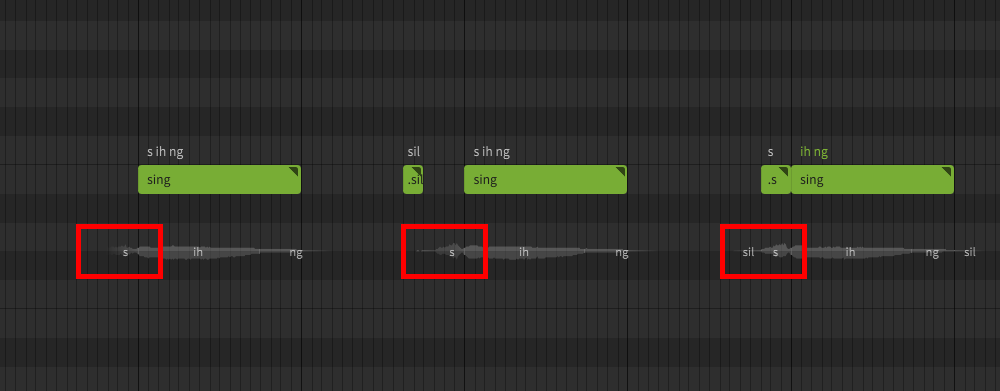 s ih ng sil s ih ng s ih ng
sing .sil sing .s sing
s ih ng s ih ng sil s ih ng sil